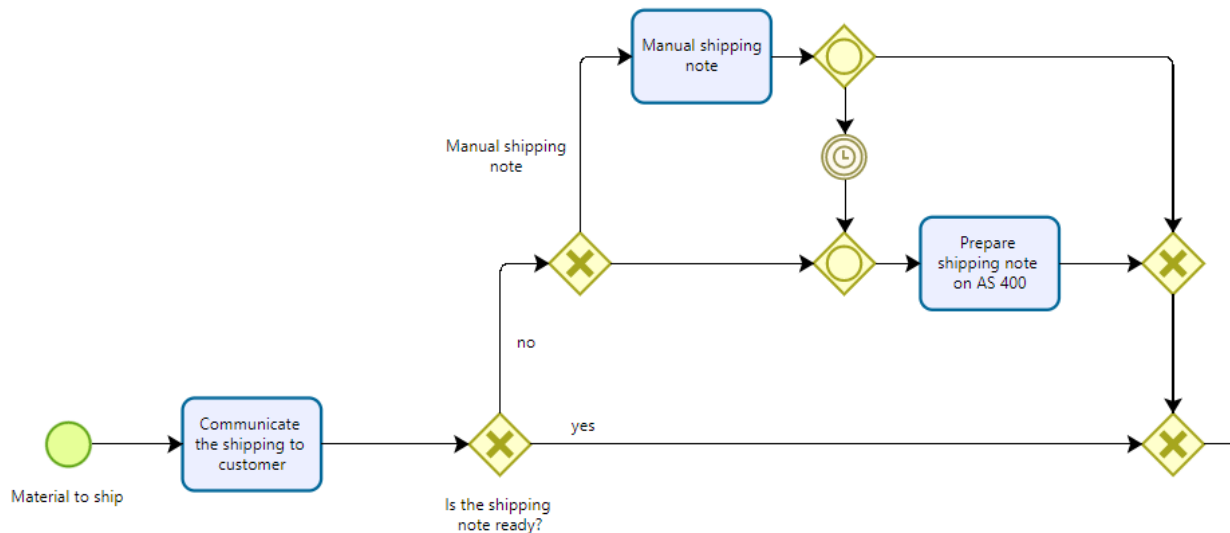 Manual shipping
note
Manual shipping
note
Prepare
shipping note
on AS 400
no
Communicate
the shipping to
customer
yes
Material to ship
Is the shipping
note ready?